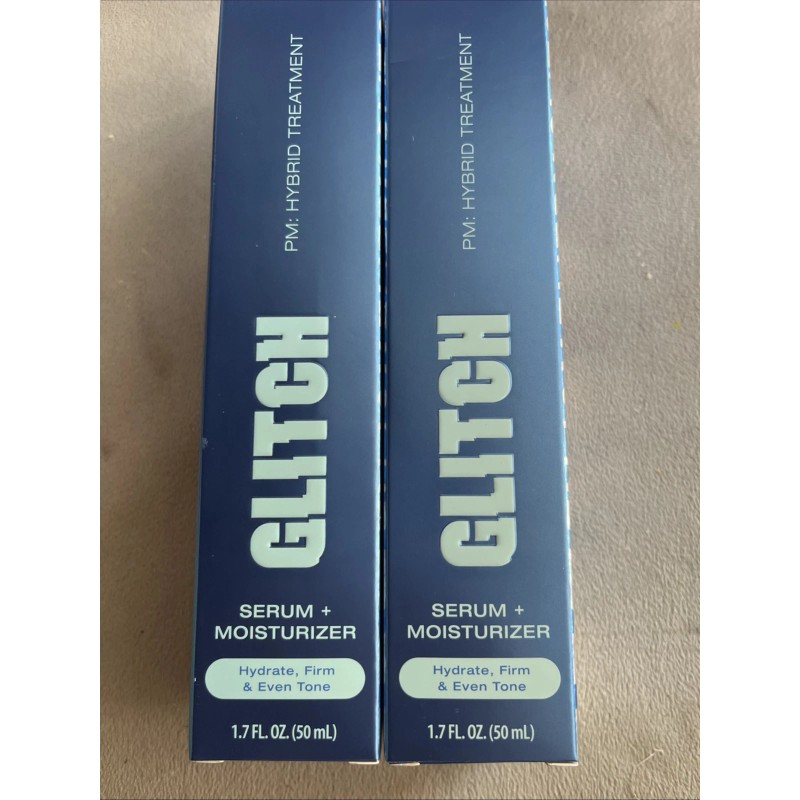 PM: HYBRID TREATMENT
GLITCH
SERUM +
MOISTURIZER
Hydrate, Firm
& Even Tone
1.7 FL. OZ. (50 mL)
PM: HYBRID TREATMENT
GLITCH
SERUM +
MOISTURIZER
Hydrate, Firm
& Even Tone
1.7 FL. OZ. (50 mL)